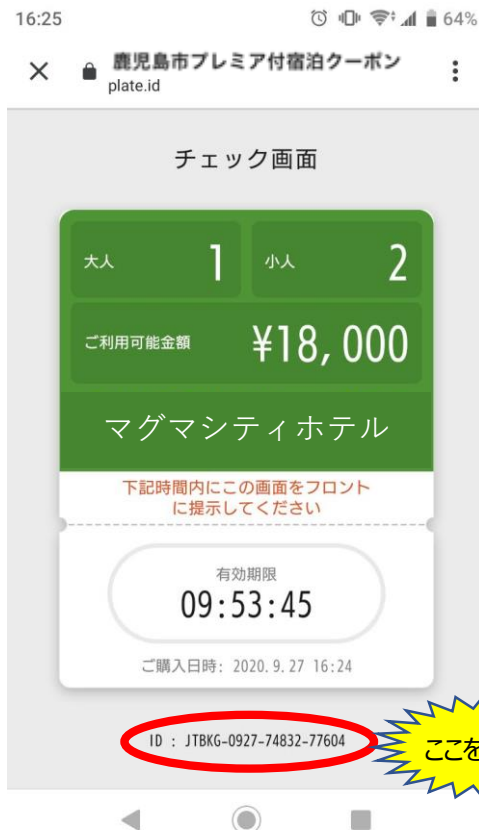 16:25
64%
鹿児島市プレミア付宿泊クーポン
plate.id
チェック画面
大人 1 小人 2
ご利用可能金額 ¥18,000
マグマシティホテル
下記時間内にこの画面をフロント
に提示してください
有効期限
09:53:45
ご購入日時: 2020.9.27 16:24
ID : JTBKG-0927-74832-77604
ここを